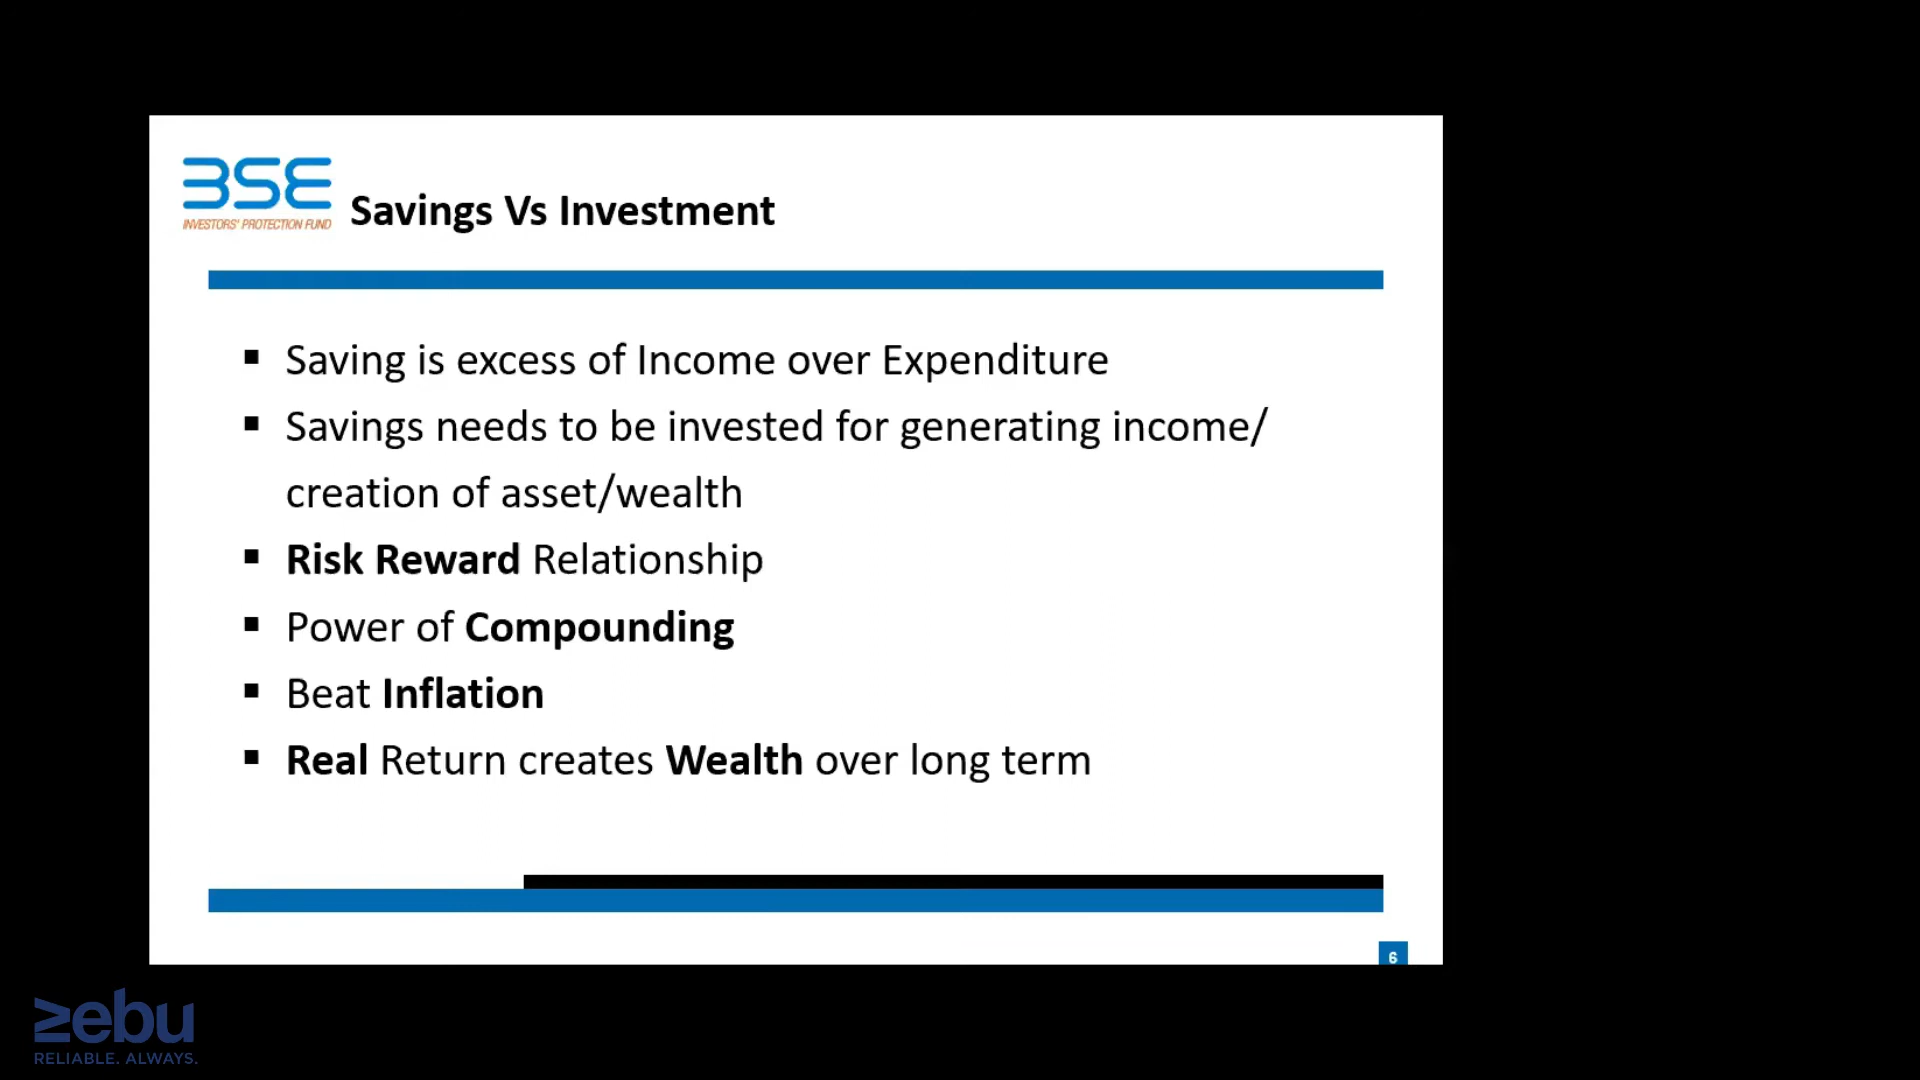 BSE
INVESTORS' PROTECTION FUND
Savings Vs Investment
▪ Saving is excess of Income over Expenditure
▪ Savings needs to be invested for generating income/
creation of asset/wealth
▪ Risk Reward Relationship
▪ Power of Compounding
▪ Beat Inflation
▪ Real Return creates Wealth over long term
6
zebu
RELIABLE. ALWAYS.